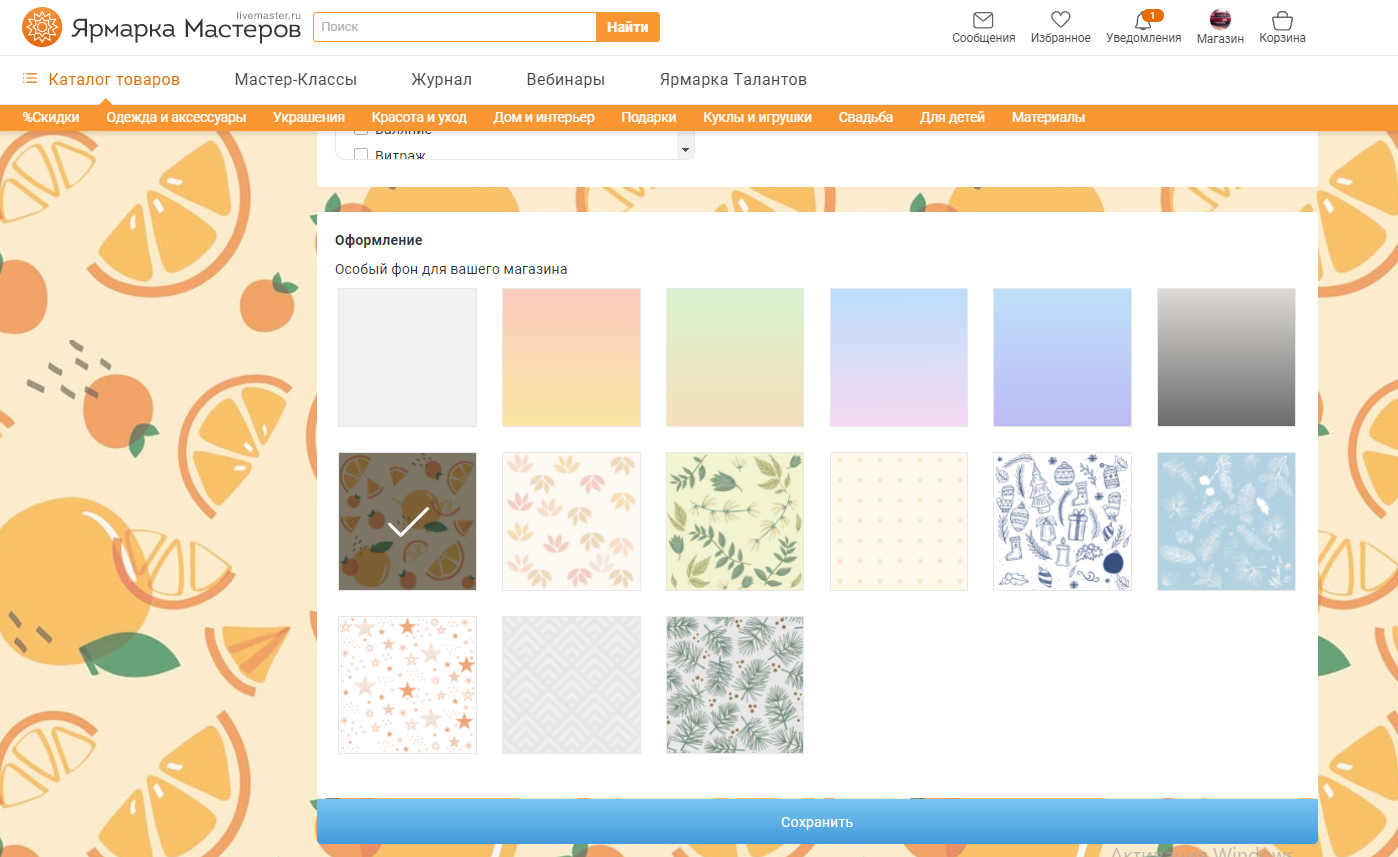 livemaster.ru
Ярмарка Мастеров
Поиск
Найти
1
Сообщения
Избранное
Уведомления
Магазин
Корзина
Каталог товаров
Мастер-Классы
Журнал
Вебинары
Ярмарка Талантов
%Скидки
Одежда и аксессуары
Украшения
Красота и уход
Дом и интерьер
Подарки
Куклы и игрушки
Свадьба
Для детей
Материалы
Валяние
Витраж
Оформление
Особый фон для вашего магазина
Сохранить
Активация Windows